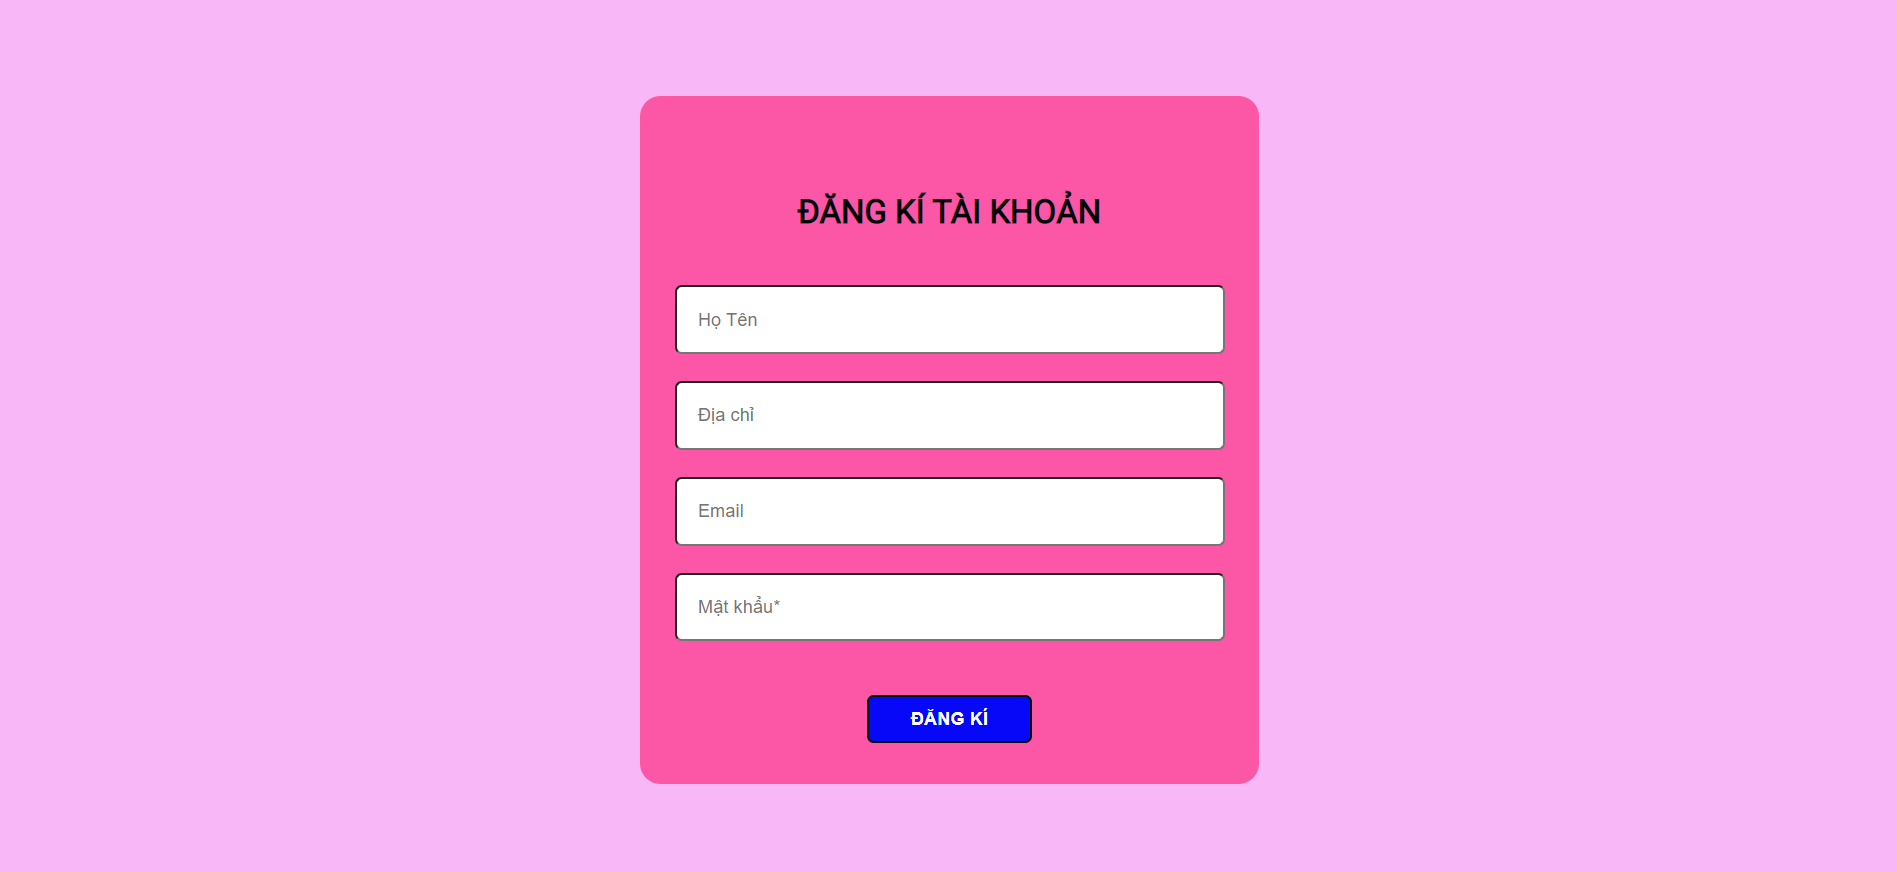 ĐĂNG KÍ TÀI KHOẢN
Họ Tên
Địa chỉ
Email
Mật khẩu*
ĐĂNG KÍ